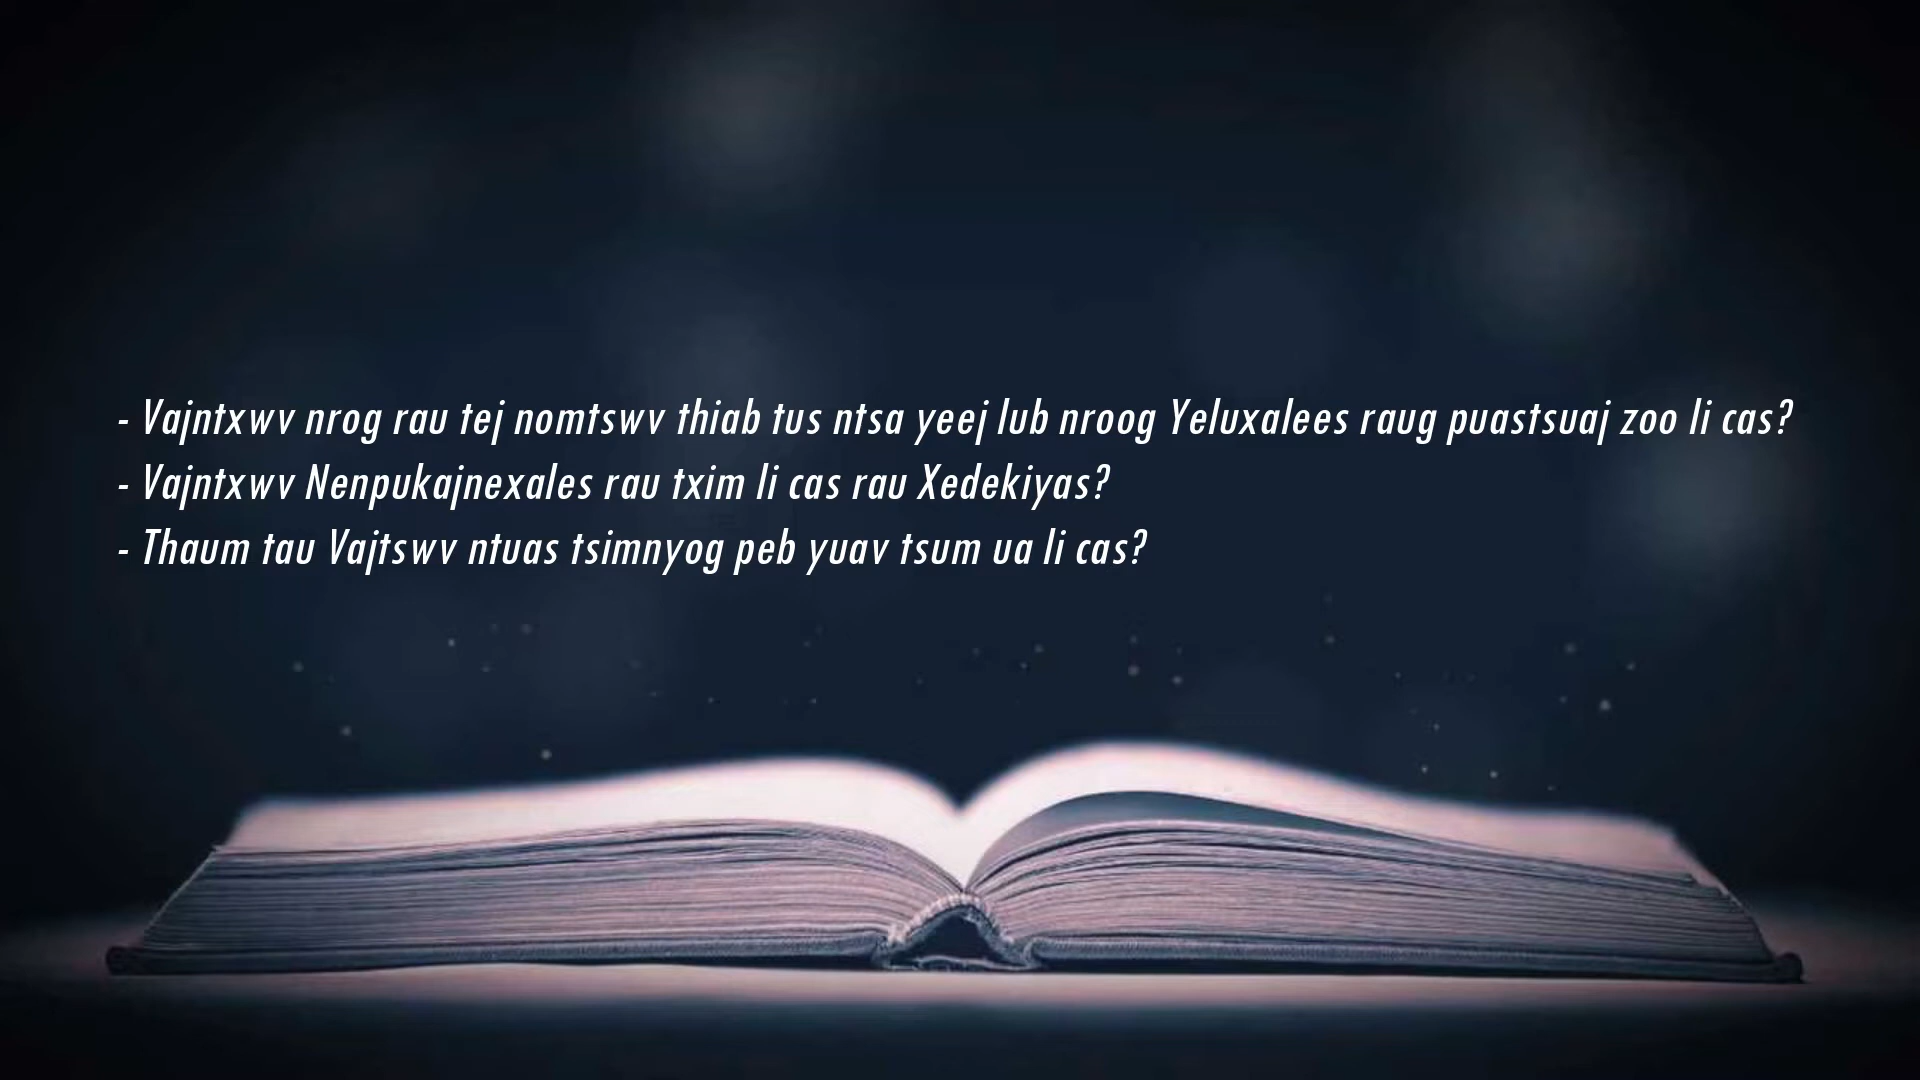 - Vajntxwv nrog rau tej nomtswv thiab tus ntsa yeej lub nroog Yeluxalees raug puastsuaj zoo li cas?
- Vajntxwv Nenpukajnexales rau txim li cas rau Xedekiyas?
- Thaum tau Vajtswv ntuas tsimnyog peb yuav tsum ua li cas?